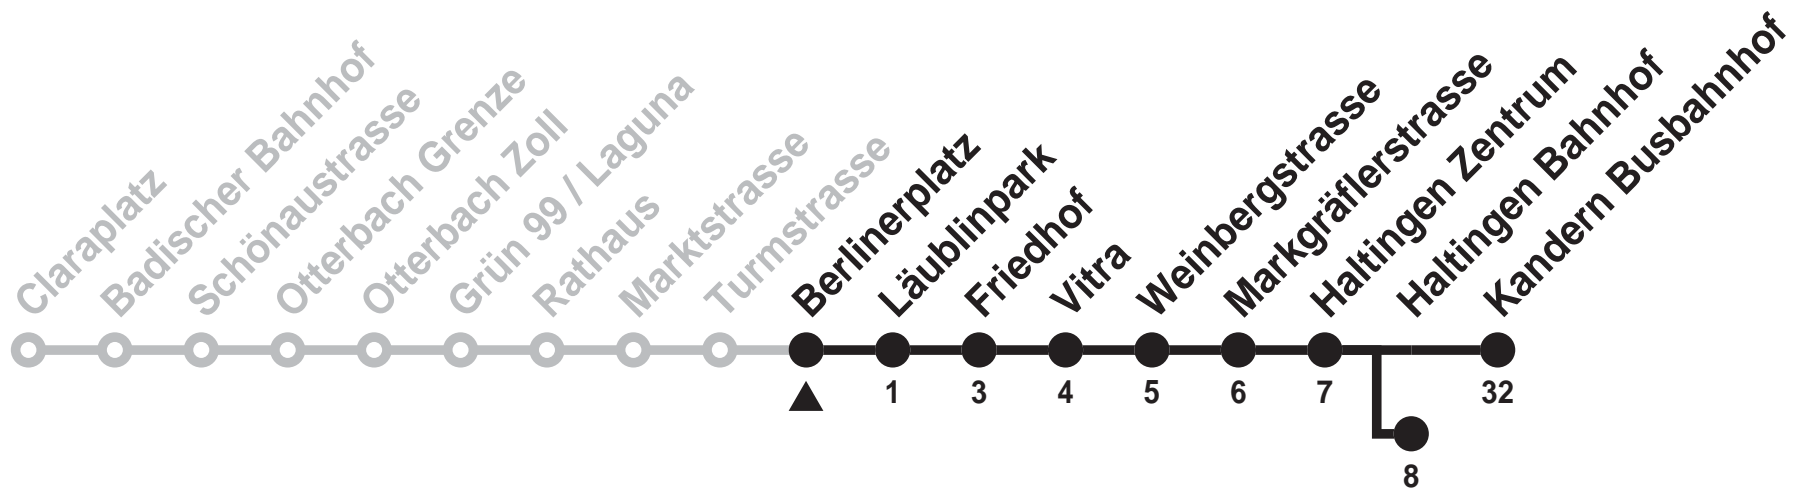 Claraplatz
Badischer Bahnhof
Schönaustrasse
Otterbach Grenze
Otterbach Zoll
Grün 99 / Laguna
Rathaus
Marktstrasse
Turmstrasse
Berlinerplatz
Läublinpark
Friedhof
Vitra
Weinbergstrasse
Markgräflerstrasse
Haltingen Zentrum
Haltingen Bahnhof
Kandern Busbahnhof
1
3
4
5
6
7
32
8